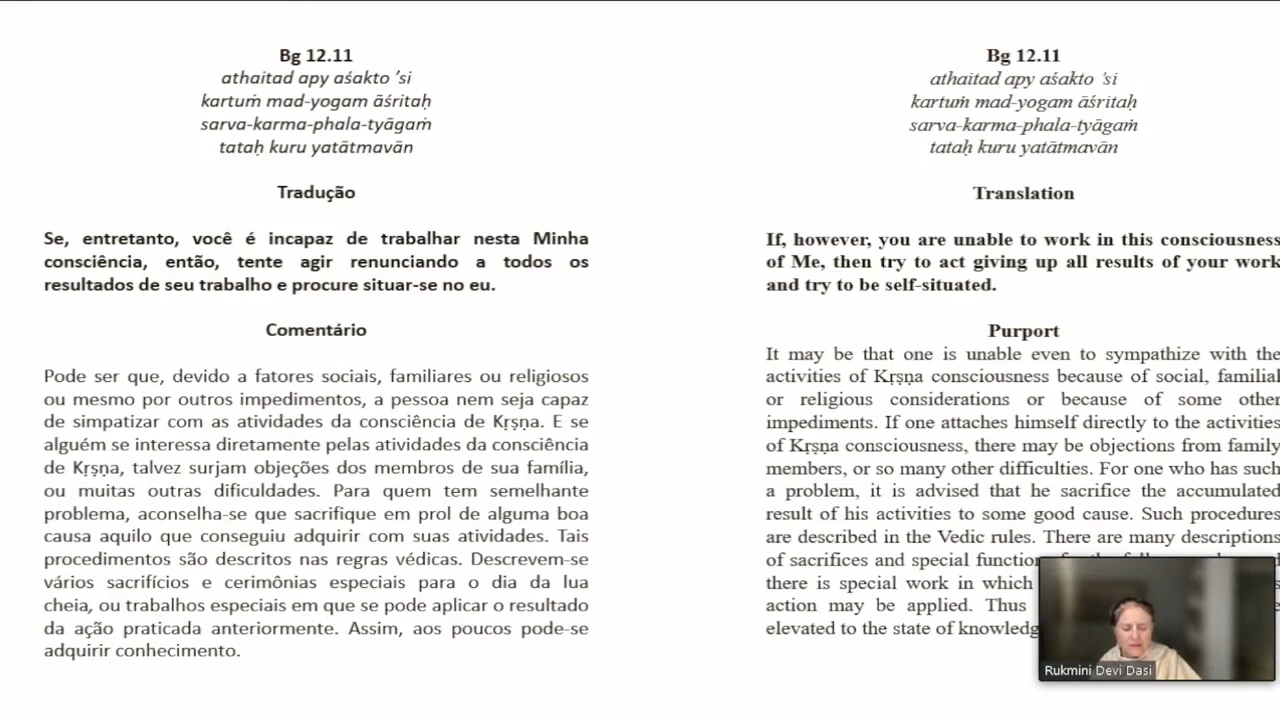 Bg 12.11
athaitad apy aśakto ’si
kartuṁ mad-yogam āśritaḥ
sarva-karma-phala-tyāgaṁ
tataḥ kuru yatātmavān
Tradução
Se, entretanto, você é incapaz de trabalhar nesta Minha
consciência, então, tente agir renunciando a todos os
resultados de seu trabalho e procure situar-se no eu.
Comentário
Pode ser que, devido a fatores sociais, familiares ou religiosos
ou mesmo por outros impedimentos, a pessoa nem seja capaz
de simpatizar com as atividades da consciência de Kṛṣṇa. E se
alguém se interessa diretamente pelas atividades da consciência
de Kṛṣṇa, talvez surjam objeções dos membros de sua família,
ou muitas outras dificuldades. Para quem tem semelhante
problema, aconselha-se que sacrifique em prol de alguma boa
causa aquilo que conseguiu adquirir com suas atividades. Tais
procedimentos são descritos nas regras védicas. Descrevem-se
vários sacrifícios e cerimônias especiais para o dia da lua
cheia, ou trabalhos especiais em que se pode aplicar o resultado
da ação praticada anteriormente. Assim, aos poucos pode-se
adquirir conhecimento.
Bg 12.11
athaitad apy aśakto ’si
kartuṁ mad-yogam āśritaḥ
sarva-karma-phala-tyāgaṁ
tataḥ kuru yatātmavān
Translation
If, however, you are unable to work in this consciousness
of Me, then try to act giving up all results of your work
and try to be self-situated.
Purport
It may be that one is unable even to sympathize with the
activities of Kṛṣṇa consciousness because of social, familial
or religious considerations or because of some other
impediments. If one attaches himself directly to the activities
of Kṛṣṇa consciousness, there may be objections from family
members, or so many other difficulties. For one who has such
a problem, it is advised that he sacrifice the accumulated
result of his activities to some good cause. Such procedures
are described in the Vedic rules. There are many descriptions
of sacrifices and special
there is special work in which
action may be applied. Thus
elevated to the state of
Rukmini Devi Dasi